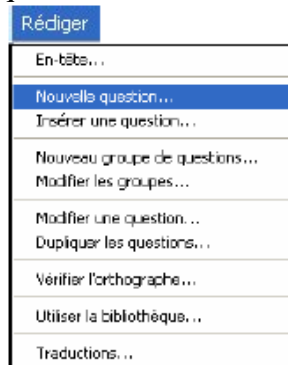 Rédiger
En-tête...
Nouvelle question...
Insérer une question...
Nouveau groupe de questions...
Modifier les groupes...
Modifier une question...
Dupliquer les questions...
Vérifier l'orthographe...
Utiliser la bibliothèque...
Traductions...